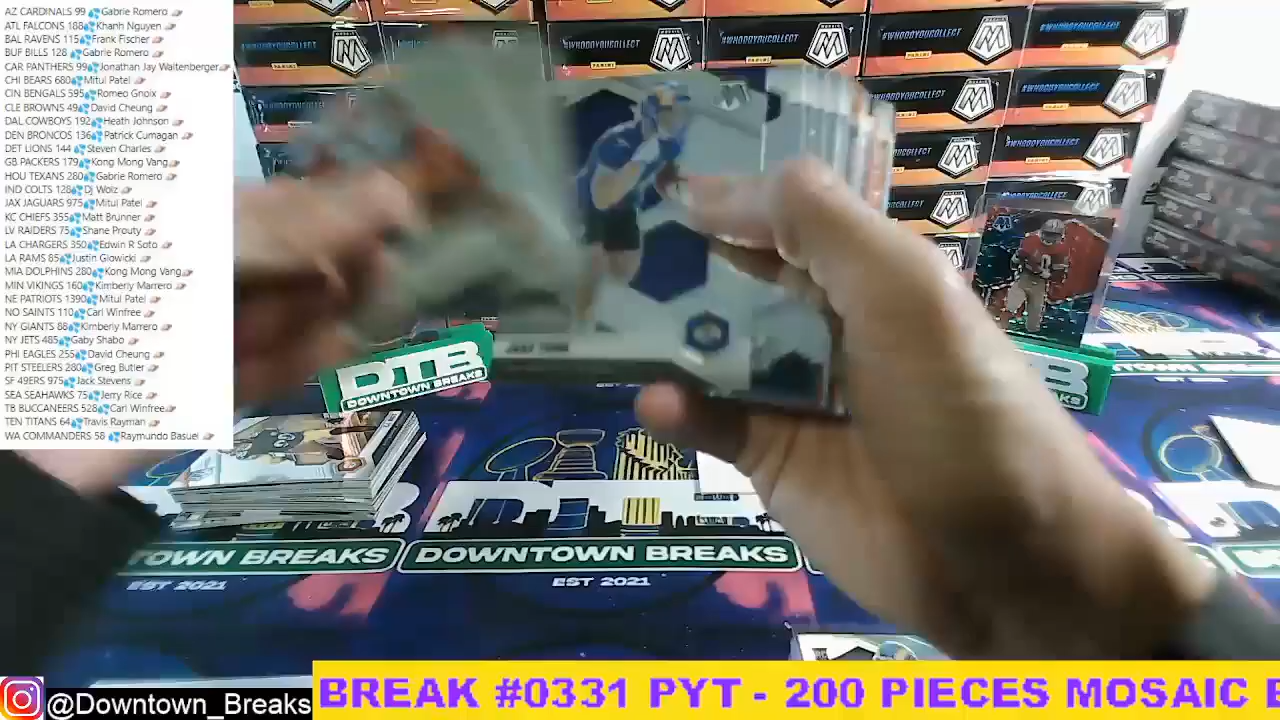 AZ CARDINALS 99💦Gabrie Romero
ATL FALCONS 188💦Khanh Nguyen
BAL RAVENS 115💦Frank Fischer
BUF BILLS 128 💦Gabrie Romero
CAR PANTHERS 99💦Jonathan Jay Waltenberger
CHI BEARS 680💦Mitul Patel
CIN BENGALS 595💦Romeo Gnoix
CLE BROWNS 49💦David Cheung
DAL COWBOYS 192💦Heath Johnson
DEN BRONCOS 136💦Patrick Cumagan
DET LIONS 144 💦Steven Charles
GB PACKERS 179💦Kong Mong Vang
HOU TEXANS 280💦Gabrie Romero
IND COLTS 128💦DJ Wolz
JAX JAGUARS 975💦Mitul Patel
KC CHIEFS 355💦Matt Brunner
LV RAIDERS 75💦Shane Prouty
LA CHARGERS 350💦Edwin R Soto
LA RAMS 85💦Justin Glowicki
MIA DOLPHINS 280💦Kong Mong Vang
MIN VIKINGS 160💦Kimberly Marrero
NE PATRIOTS 1390💦Mitul Patel
NO SAINTS 110💦Carl Winfree
NY GIANTS 88💦Kimberly Marrero
NY JETS 485💦Gaby Shabo
PHI EAGLES 255💦David Cheung
PIT STEELERS 280💦Greg Butler
SF 49ERS 975💦Jack Stevens
SEA SEAHAWKS 75💦Jerry Rice
TB BUCCANEERS 528💦Carl Winfree
TEN TITANS 64💦Travis Rayman
WA COMMANDERS 58 💦Raymundo Basuel
#WHODOYOUCOLLECT
#WHODOYOUCOLLECT
#WHODOYOUCOLLECT
#WHODOYOUCOLLECT
PANINI
DTB
DOWNTOWN BREAKS
TOWN BREAKS
EST 2021
DOWNTOWN BREAKS
EST 2021
@Downtown_Breaks
BREAK #0331 PYT - 200 PIECES MOSAIC